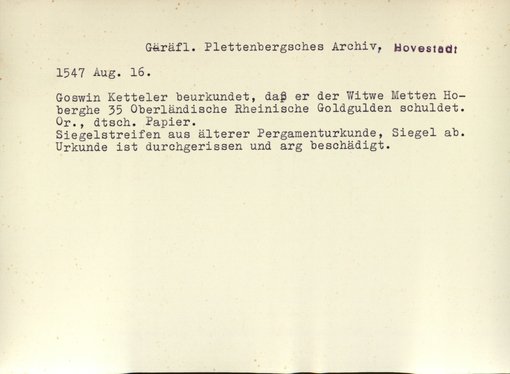 Gäräfl. Plettenbergsches Archiv, Hovestadt
1547 Aug. 16.
Goswin Ketteler beurkundet, daß er der Witwe Metten Ho-
berghe 35 Oberländische Rheinische Goldgulden schuldet.
Or., dtsch. Papier.
Siegelstreifen aus älterer Pergamenturkunde, Siegel ab.
Urkunde ist durchgerissen und arg beschädigt.